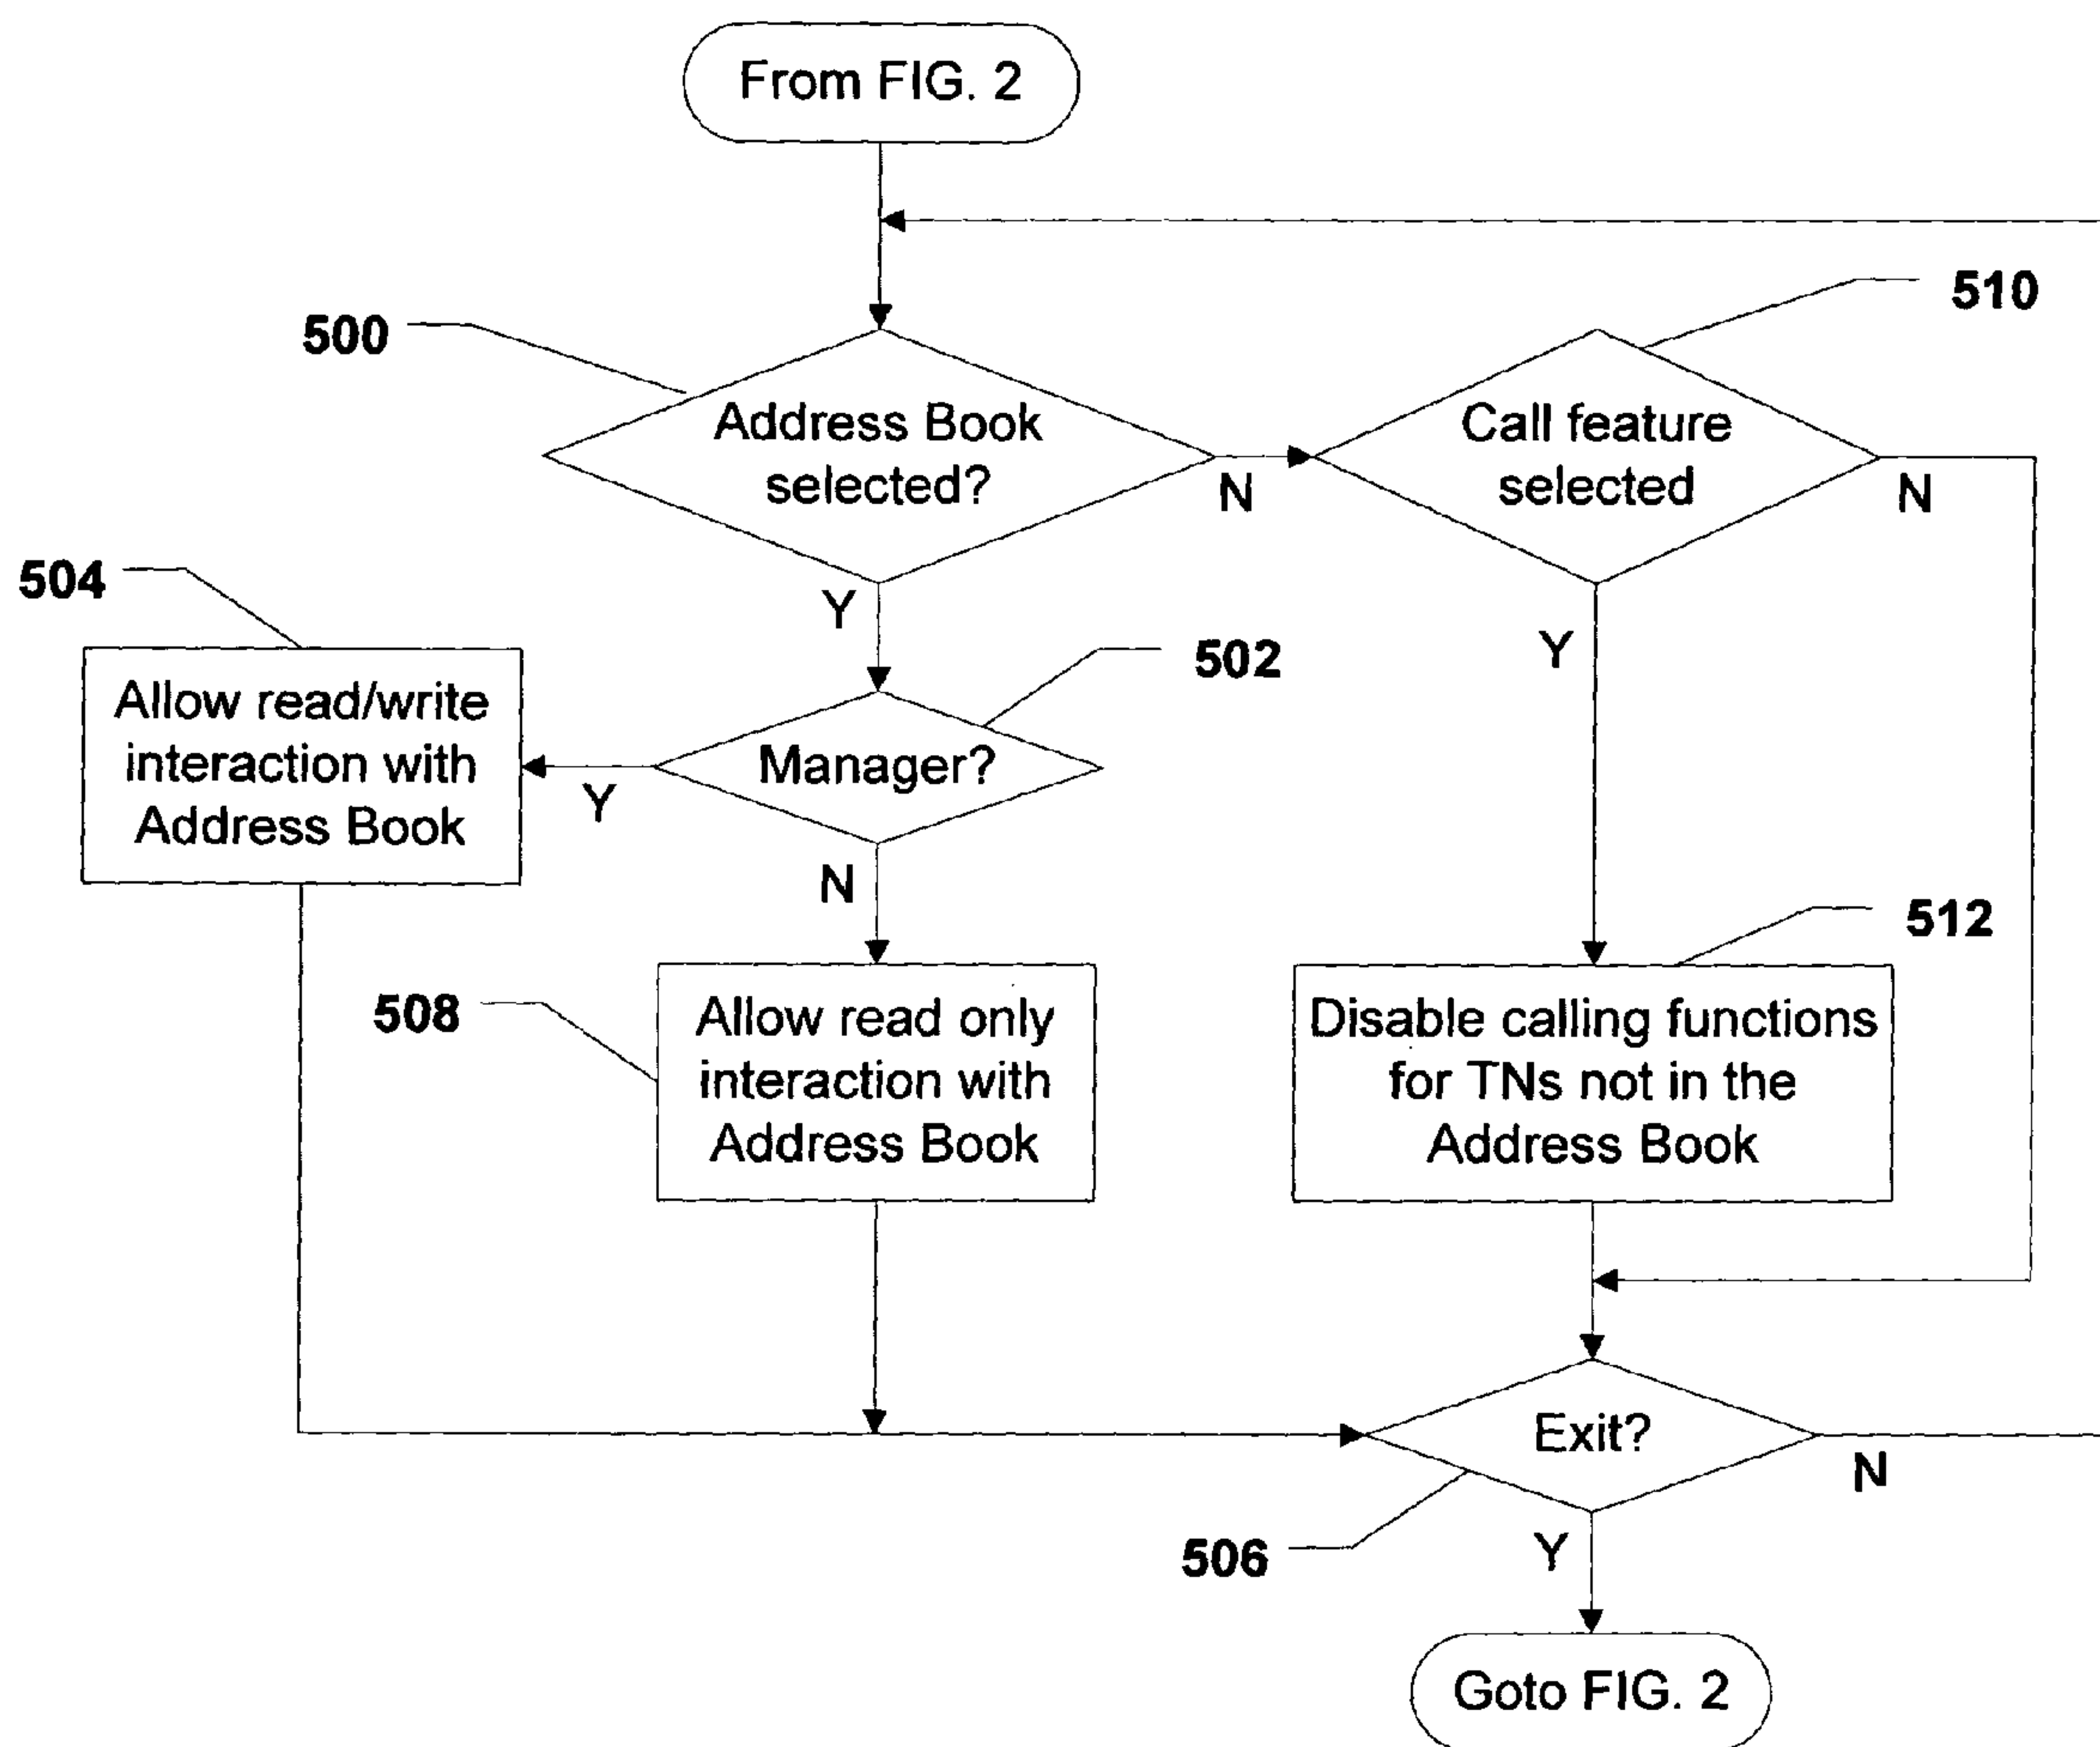 From FIG. 2
500
510
Address Book
selected?
N
Call feature
selected
N
Y
Y
504
502
Allow read/write
interaction with
Address Book
Y
Manager?
N
512
508
Allow read only
interaction with
Address Book
Disable calling functions
for TNs not in the
Address Book
Exit?
N
506
Y
Goto FIG. 2